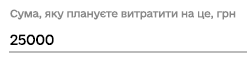 Сума, яку плануєте витратити на це, грн
25000